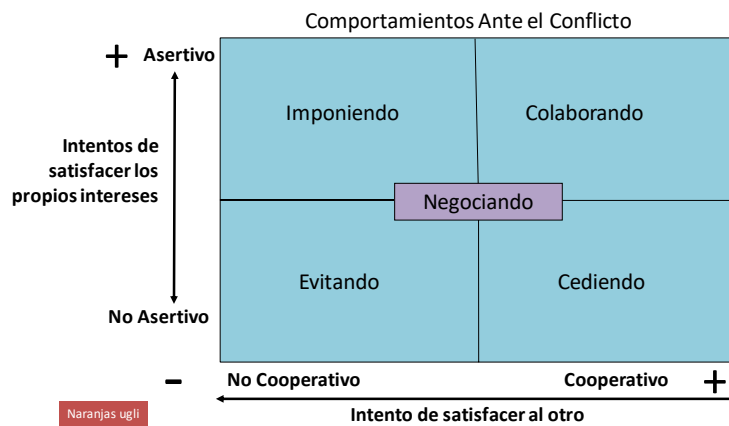 Comportamientos Ante el Conflicto
+ Asertivo
Imponiendo
Colaborando
Intentos de
satisfacer los
propios intereses
Negociando
Evitando
Cediendo
No Asertivo
- No Cooperativo
Cooperativo +
Naranjas ugli
Intento de satisfacer al otro